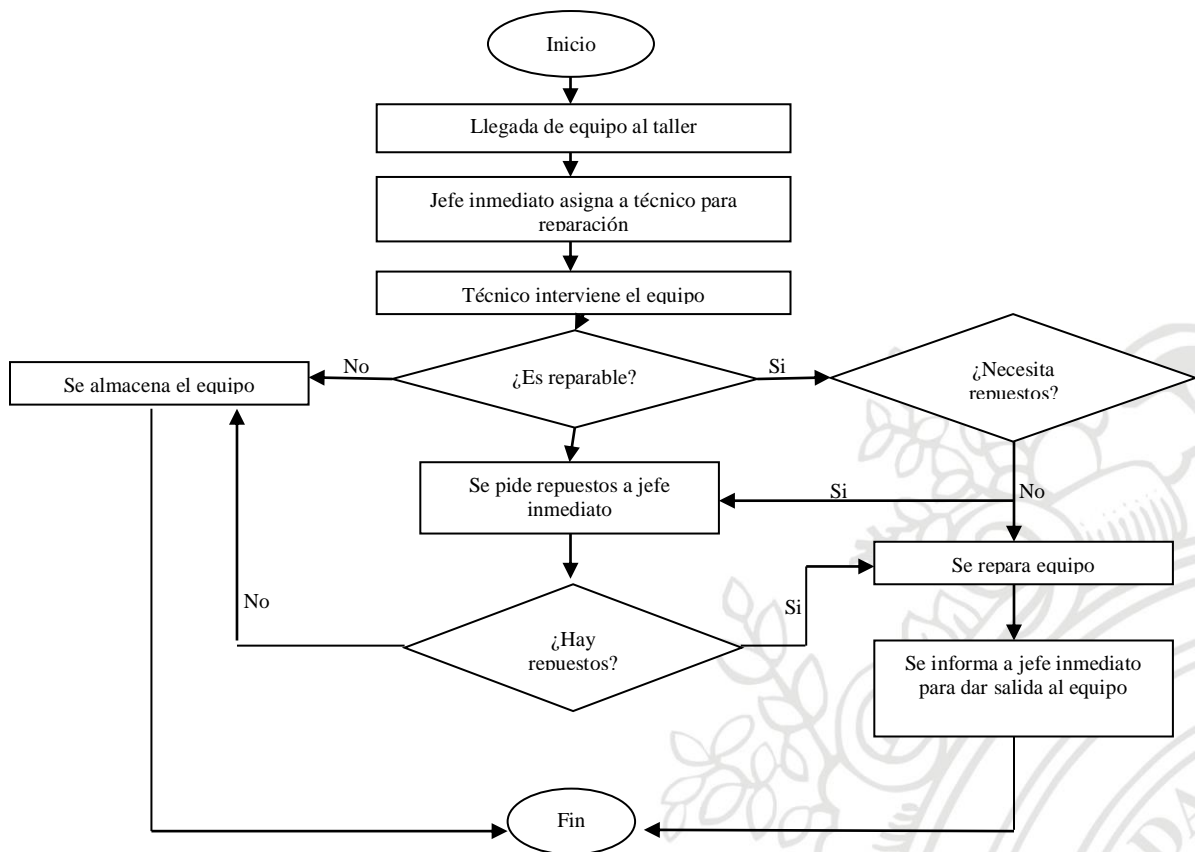 Inicio
Llegada de equipo al taller
Jefe inmediato asigna a técnico para
reparación
Técnico interviene el equipo
No
¿Es reparable?
Si
¿Necesita
repuestos?
Se almacena el equipo
Se pide repuestos a jefe
inmediato
Si
No
Se repara equipo
No
Si
¿Hay
repuestos?
Se informa a jefe inmediato
para dar salida al equipo
Fin